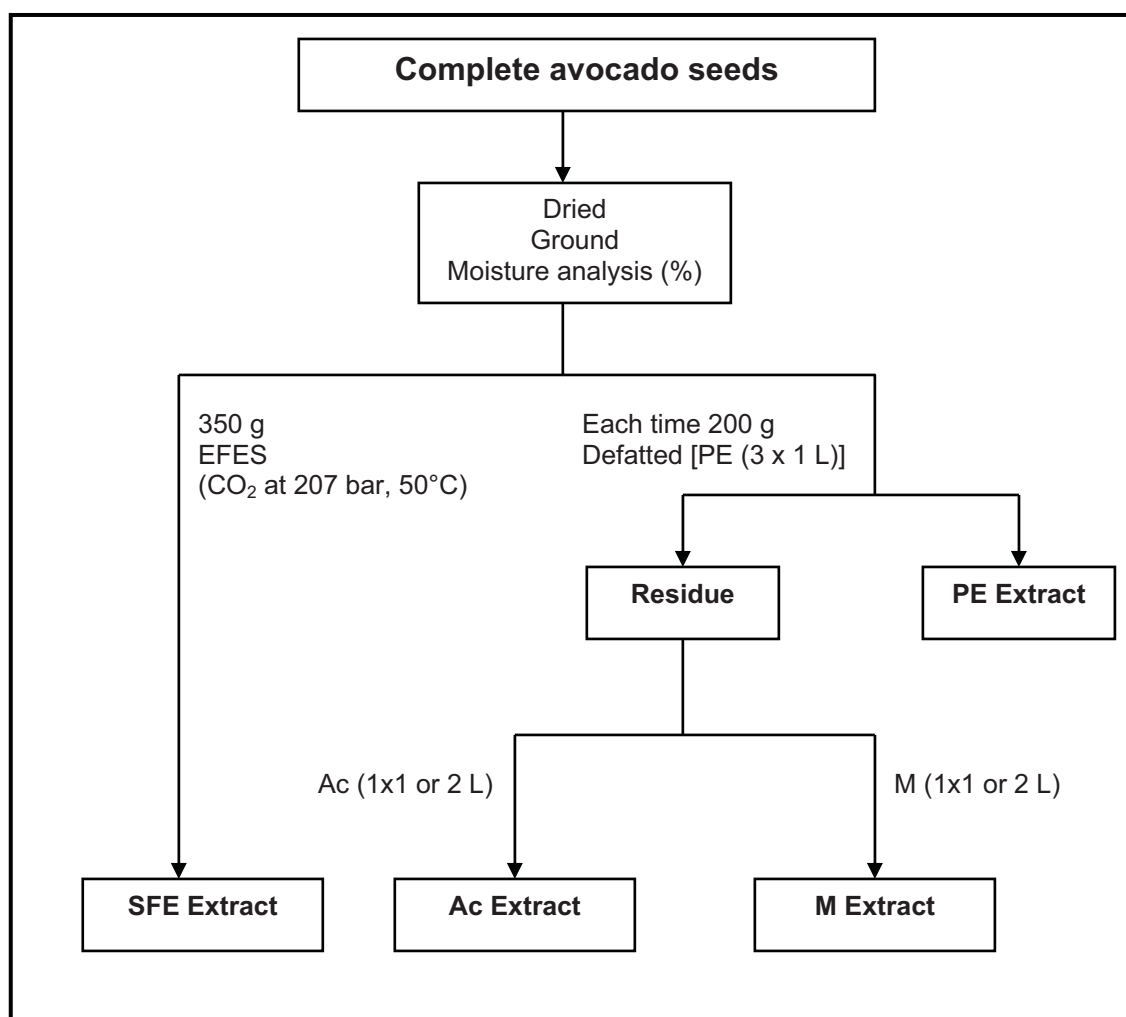 Complete avocado seeds
Dried
Ground
Moisture analysis (%)
350 g
EFES
(CO₂ at 207 bar, 50°C)
Each time 200 g
Defatted [PE (3 x 1 L)]
Residue
PE Extract
Ac (1x1 or 2 L)
M (1x1 or 2 L)
SFE Extract
Ac Extract
M Extract